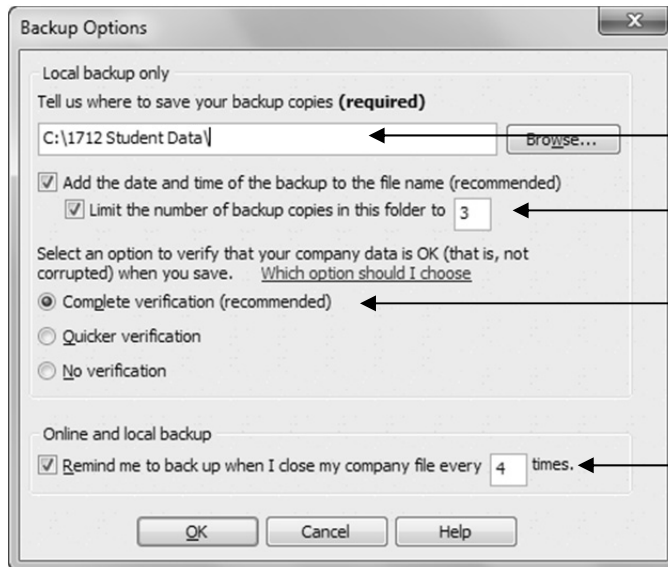 Backup Options
x
Local backup only
Tell us where to save your backup copies (required)
C:\1712 Student Data\
Browse...
Add the date and time of the backup to the file name (recommended)
Limit the number of backup copies in this folder to 3
Select an option to verify that your company data is OK (that is, not
corrupted) when you save. Which option should I choose
Complete verification (recommended)
Quicker verification
No verification
Online and local backup
Remind me to back up when I close my company file every 4 times.
OK Cancel Help